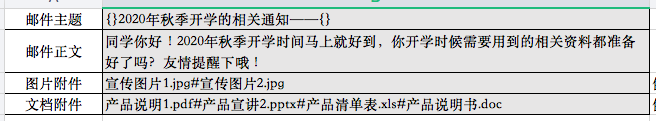 邮件主题 {}2020年秋季开学的相关通知——{}
邮件正文 同学你好！2020年秋季开学时间马上就好到，你开学时候需要用到的相关资料都准备
好了吗？友情提醒下哦！
图片附件 宣传图片1.jpg#宣传图片2.jpg
文档附件 产品说明1.pdf#产品宣讲2.pptx#产品清单表.xls#产品说明书.doc